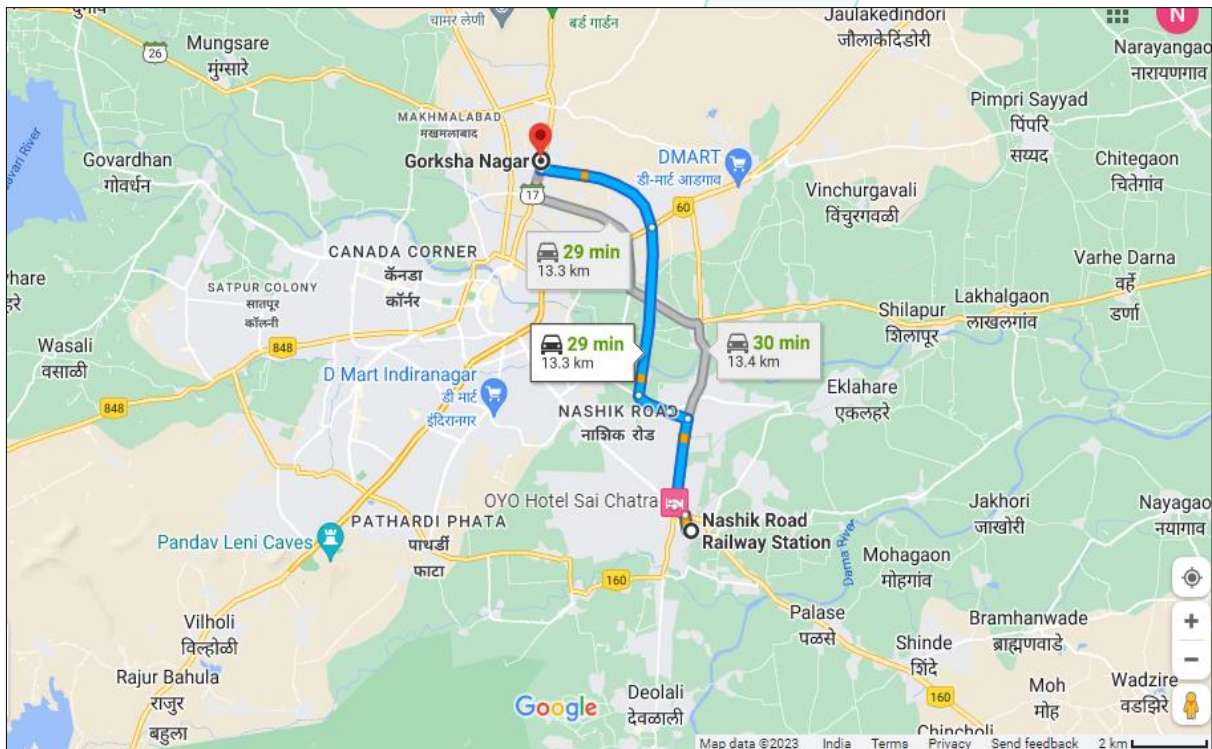 चामर लेणी
बर्ड गार्डन
Jaulakedindori
जौलाकेदिंडोरी
N
Mungsare
मुंग्सारे
26
Narayangao
नारायणगाव
MAKHMALABAD
मखमलाबाद
Pimpri Sayyad
पिंपरि
सय्यद
Govardhan
गोवर्धन
Gorksha Nagar
DMART
डी-मार्ट आडगाव
Chitegaon
चितेगांव
17
60
Vinchurgavali
विंचुरगवळी
29 min
13.3 km
CANADA CORNER
कॅनडा
कॉर्नर
Varhe Darna
वर्हे
डर्णा
SATPUR COLONY
सातपूर
कॉलनी
Lakhalgaon
लाखलगांव
Shilapur
शिलापूर
Wasali
वसाळी
848
29 min
13.3 km
30 min
13.4 km
D Mart Indiranagar
डी मार्ट
इंदिरानगर
848
Eklahare
एकलहरे
NASHIK ROAD
नाशिक रोड
OYO Hotel Sai Chatra
Jakhori
जाखोरी
Nayagao
नयागाव
PATHARDI PHATA
पाथर्डी
फाटा
Nashik Road
Railway Station
Pandav Leni Caves
Darna River
Mohagaon
मोहगांव
160
Palase
पळसे
Bramhanwade
ब्राह्मणवाडे
Vilholi
विल्होळी
Shinde
शिंदे
Rajur Bahula
राजुर
बहुला
Deolali
देवळाली
160
Moh
मोह
Wadzire
वडझिरे
Google
Chincholi
Map data ©2023 India Terms Privacy Send feedback 2 km